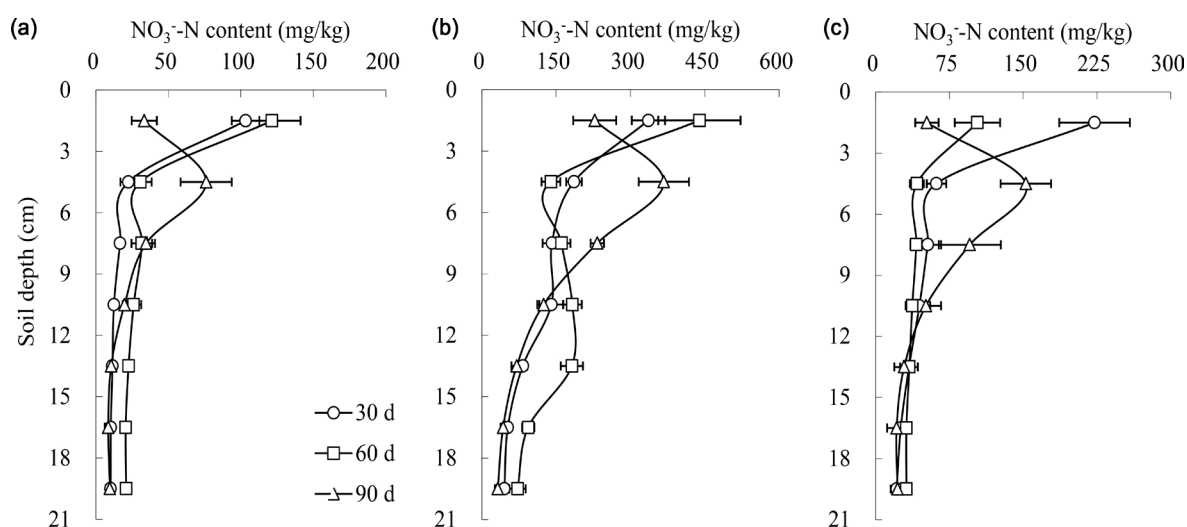 (a) NO₃⁻-N content (mg/kg)
0 50 100 150 200
0
3
6
9
12
15
18
21
Soil depth (cm)
30 d
60 d
90 d
(b) NO₃⁻-N content (mg/kg)
0 150 300 450 600
0
3
6
9
12
15
18
21
(c) NO₃⁻-N content (mg/kg)
0 75 150 225 300
0
3
6
9
12
15
18
21